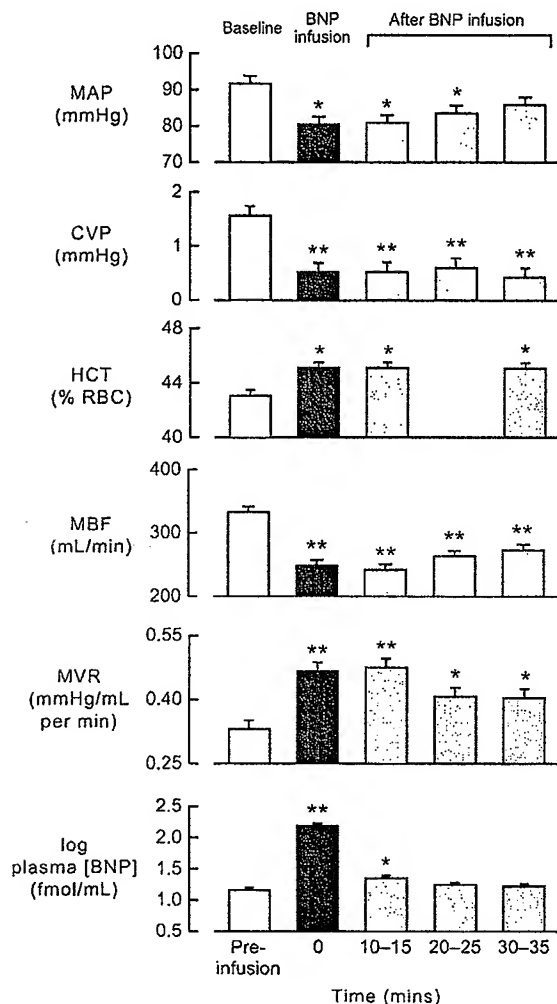 Baseline
BNP
infusion
After BNP infusion
MAP
(mmHg)
100
90
80
70
*
*
*
CVP
(mmHg)
2
1
0
**
**
**
**
HCT
(% RBC)
48
44
40
*
*
*
MBF
(mL/min)
400
300
200
**
**
**
**
MVR
(mmHg/mL
per min)
0.55
0.40
0.25
**
**
*
*
log
plasma [BNP]
(fmol/mL)
2.5
2.0
1.5
1.0
0.5
**
*
Pre-
infusion
0
10–15
20–25
30–35
Time (mins)